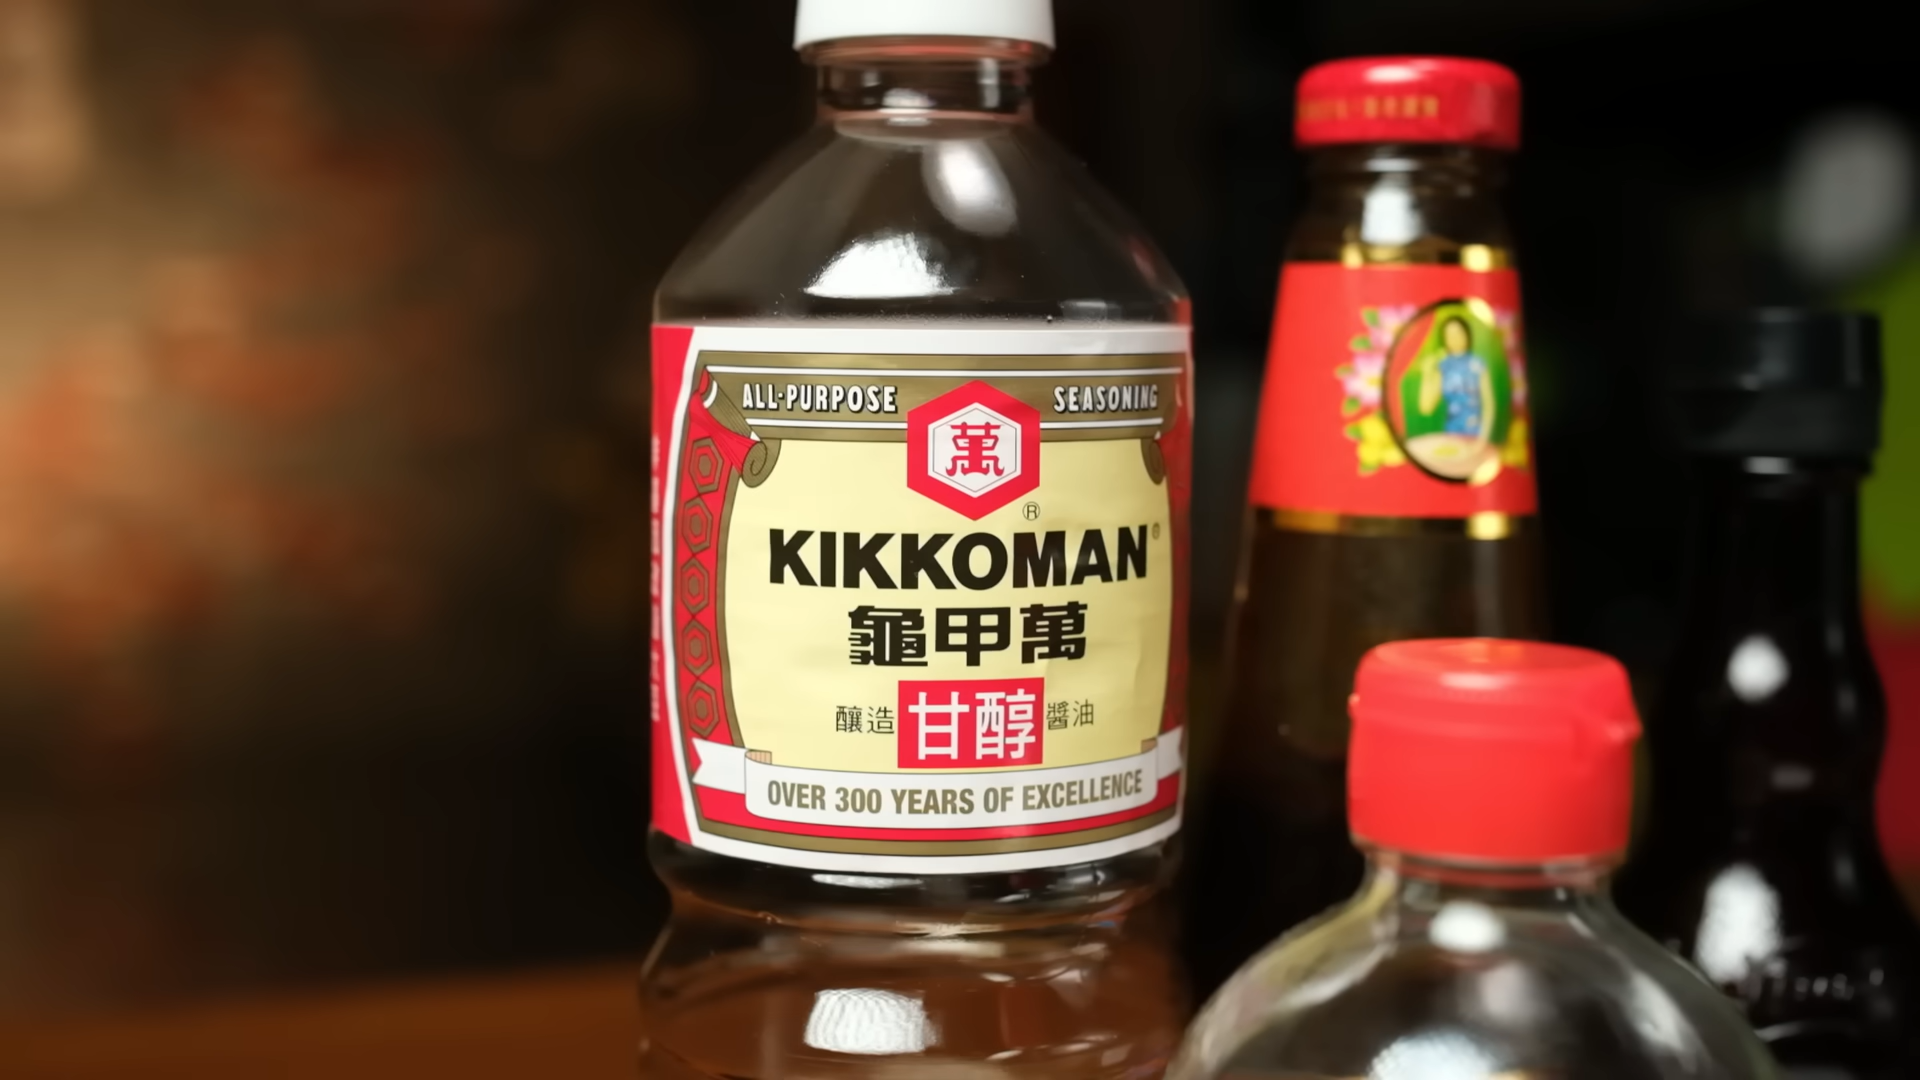 ALL-PURPOSE SEASONING
萬
®
KIKKOMAN®
龜甲萬
釀造 甘醇 醬油
OVER 300 YEARS OF EXCELLENCE